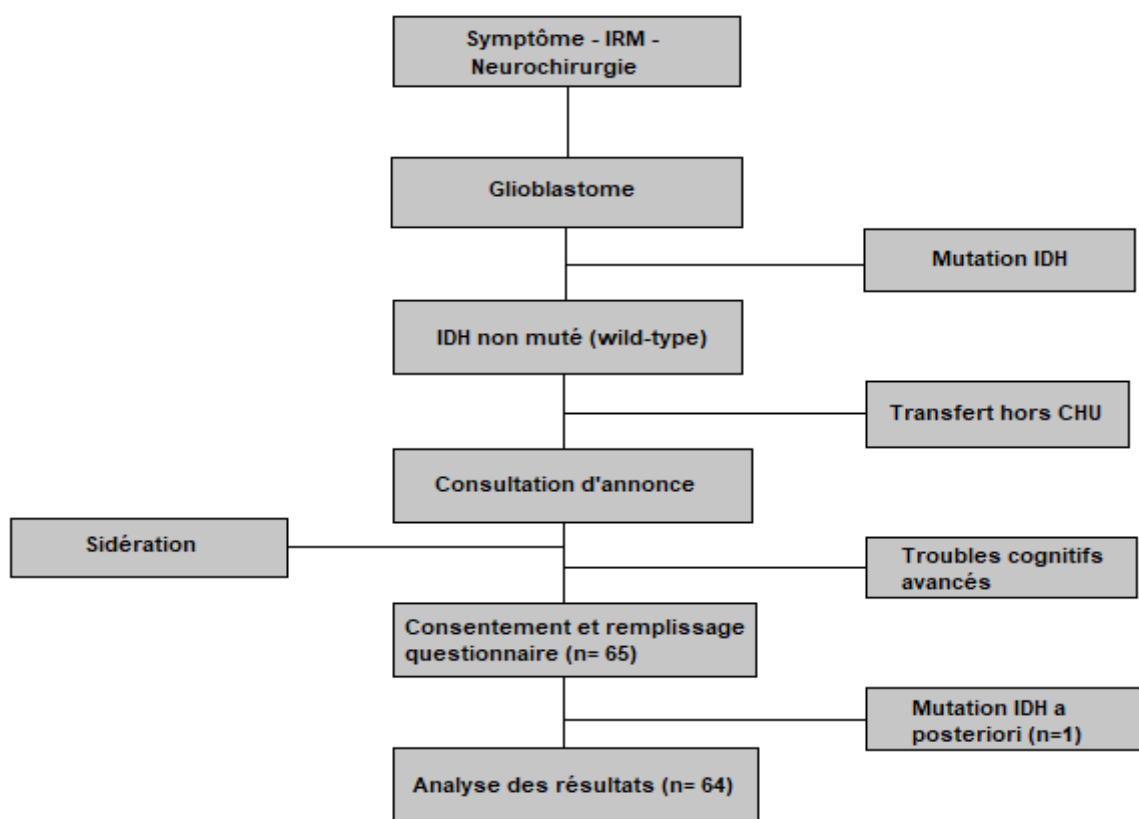 Symptôme - IRM -
Neurochirurgie
Glioblastome
Mutation IDH
IDH non muté (wild-type)
Transfert hors CHU
Consultation d'annonce
Sidération
Troubles cognitifs
avancés
Consentement et remplissage
questionnaire (n= 65)
Mutation IDH a
posteriori (n=1)
Analyse des résultats (n= 64)